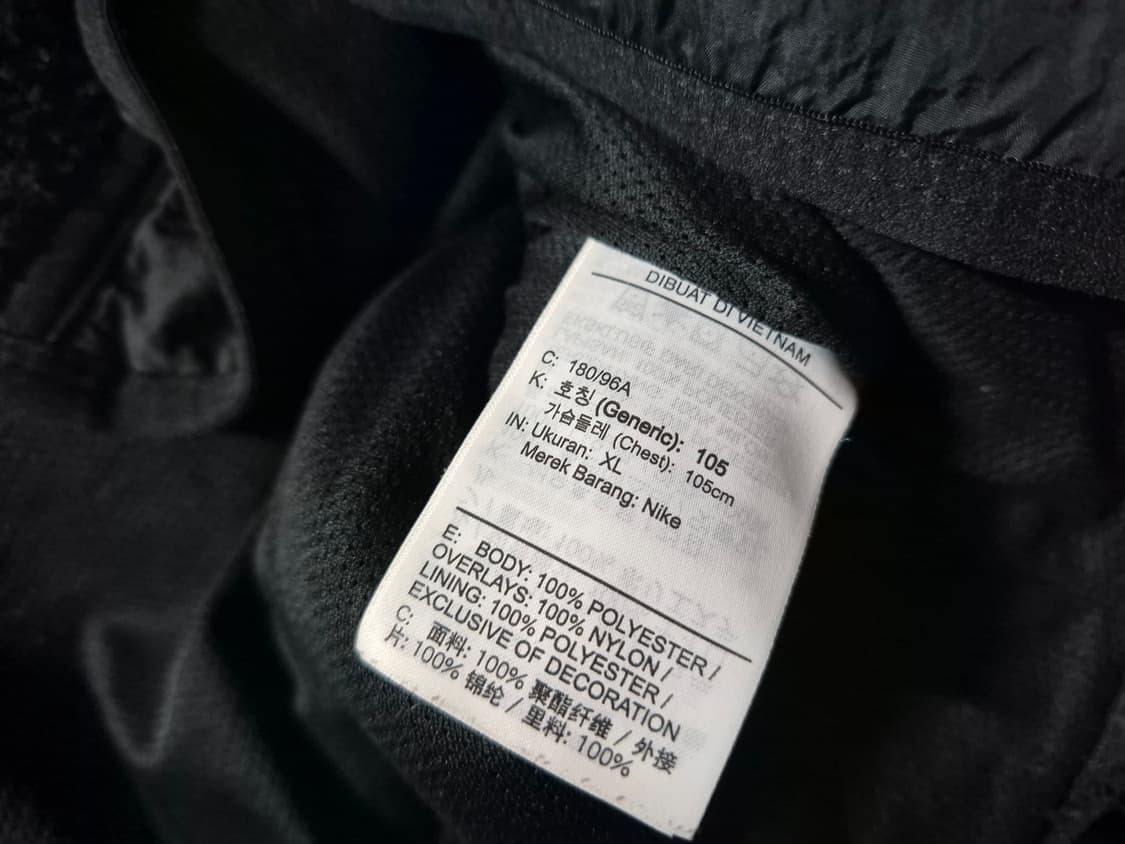 DIBUAT DI VIETNAM
C: 180/96A
K: 호칭 (Generic): 105
가슴둘레 (Chest): 105cm
IN: Ukuran: XL
Merek Barang: Nike
E: BODY: 100% POLYESTER /
OVERLAYS: 100% NYLON /
LINING: 100% POLYESTER /
EXCLUSIVE OF DECORATION
C: 面料: 100% 聚酯纤维 / 外接
片: 100% 锦纶 / 里料: 100%